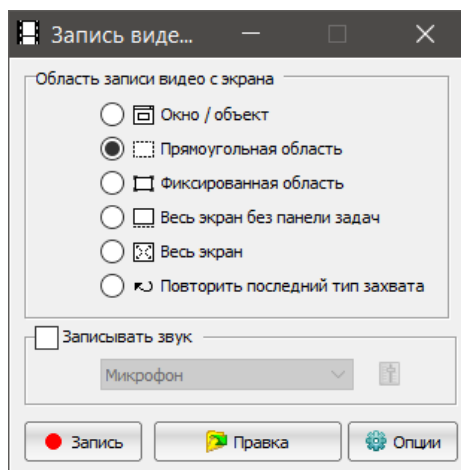 Запись виде...
Область записи видео с экрана
Окно / объект
Прямоугольная область
Фиксированная область
Весь экран без панели задач
Весь экран
Повторить последний тип захвата
Записывать звук
Микрофон
Запись Правка Опции